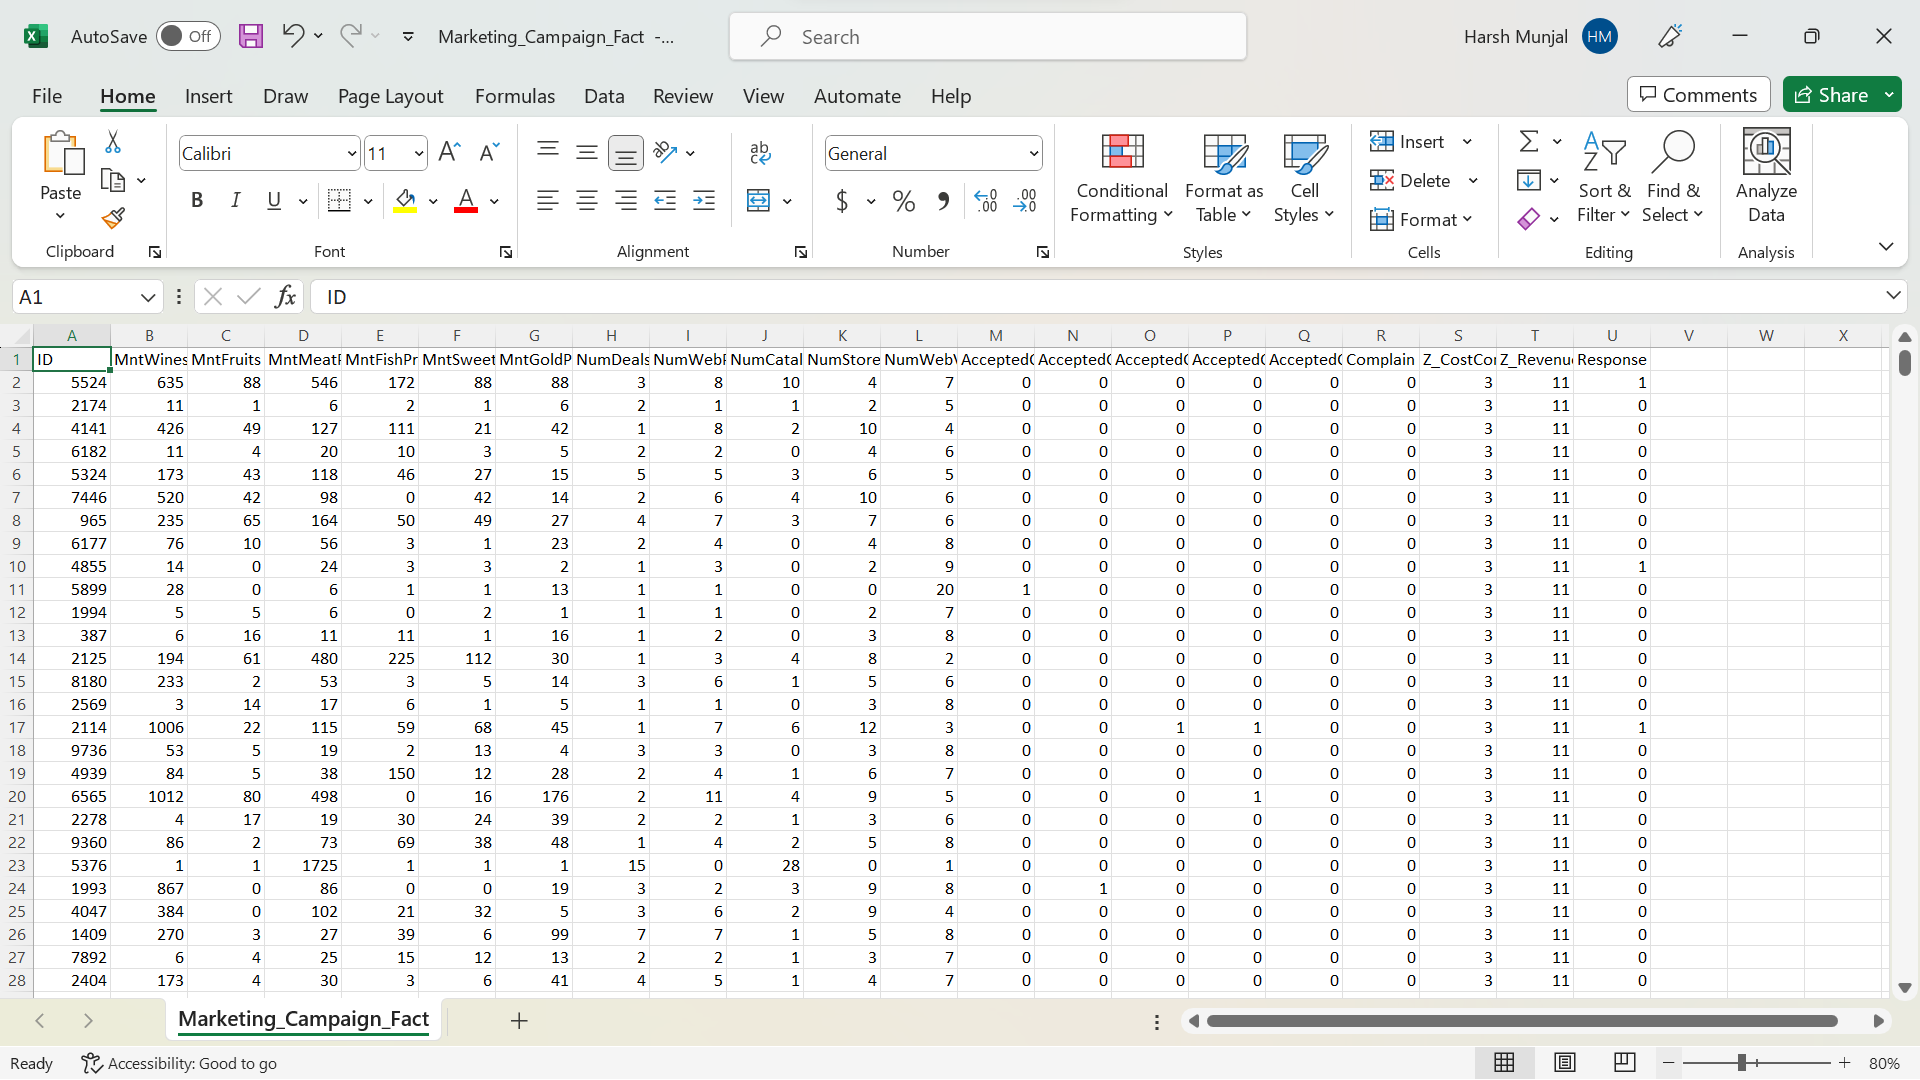 AutoSave Off Marketing_Campaign_Fact -... Search Harsh Munjal HM
File Home Insert Draw Page Layout Formulas Data Review View Automate Help Comments Share
Paste
Clipboard
Calibri 11
B I U
Font
ab
Alignment
General
$ % ,
Number
Conditional Formatting
Format as Table
Cell Styles
Styles
Insert
Delete
Format
Cells
Sort & Filter
Find & Select
Editing
Analyze Data
Analysis
A1 fx ID
A B C D E F G H I J K L M N O P Q R S T U V W X
1 ID MntWines MntFruits MntMeatP MntFishPr MntSweet MntGoldP NumDeals NumWebP NumCatal NumStore NumWebV AcceptedC AcceptedC AcceptedC AcceptedC AcceptedC Complain Z_CostCon Z_Revenue Response
2 5524 635 88 546 172 88 88 3 8 10 4 7 0 0 0 0 0 0 3 11 1
3 2174 11 1 6 2 1 6 2 1 1 2 5 0 0 0 0 0 0 3 11 0
4 4141 426 49 127 111 21 42 1 8 2 10 4 0 0 0 0 0 0 3 11 0
5 6182 11 4 20 10 3 5 2 2 0 4 6 0 0 0 0 0 0 3 11 0
6 5324 173 43 118 46 27 15 5 5 3 6 5 0 0 0 0 0 0 3 11 0
7 7446 520 42 98 0 42 14 2 6 4 10 6 0 0 0 0 0 0 3 11 0
8 965 235 65 164 50 49 27 4 7 3 7 6 0 0 0 0 0 0 3 11 0
9 6177 76 10 56 3 1 23 2 4 0 4 8 0 0 0 0 0 0 3 11 0
10 4855 14 0 24 3 3 2 1 3 0 2 9 0 0 0 0 0 0 3 11 1
11 5899 28 0 6 1 1 13 1 1 0 0 20 1 0 0 0 0 0 3 11 0
12 1994 5 5 6 0 2 1 1 1 0 2 7 0 0 0 0 0 0 3 11 0
13 387 6 16 11 11 1 16 1 2 0 3 8 0 0 0 0 0 0 3 11 0
14 2125 194 61 480 225 112 30 1 3 4 8 2 0 0 0 0 0 0 3 11 0
15 8180 233 2 53 3 5 14 3 6 1 5 6 0 0 0 0 0 0 3 11 0
16 2569 3 14 17 6 1 5 1 1 0 3 8 0 0 0 0 0 0 3 11 0
17 2114 1006 22 115 59 68 45 1 7 6 12 3 0 0 1 1 0 0 3 11 1
18 9736 53 5 19 2 13 4 3 3 0 3 8 0 0 0 0 0 0 3 11 0
19 4939 84 5 38 150 12 28 2 4 1 6 7 0 0 0 0 0 0 3 11 0
20 6565 1012 80 498 0 16 176 2 11 4 9 5 0 0 0 1 0 0 3 11 0
21 2278 4 17 19 30 24 39 2 2 1 3 6 0 0 0 0 0 0 3 11 0
22 9360 86 2 73 69 38 48 1 4 2 5 8 0 0 0 0 0 0 3 11 0
23 5376 1 1 1725 1 1 1 15 0 28 0 1 0 0 0 0 0 0 3 11 0
24 1993 867 0 86 0 0 19 3 2 3 9 8 0 1 0 0 0 0 3 11 0
25 4047 384 0 102 21 32 5 3 6 2 9 4 0 0 0 0 0 0 3 11 0
26 1409 270 3 27 39 6 99 7 7 1 5 8 0 0 0 0 0 0 3 11 0
27 7892 6 4 25 15 12 13 2 2 1 3 7 0 0 0 0 0 0 3 11 0
28 2404 173 4 30 3 6 41 4 5 1 4 7 0 0 0 0 0 0 3 11 0
Marketing_Campaign_Fact
Ready Accessibility: Good to go 80%